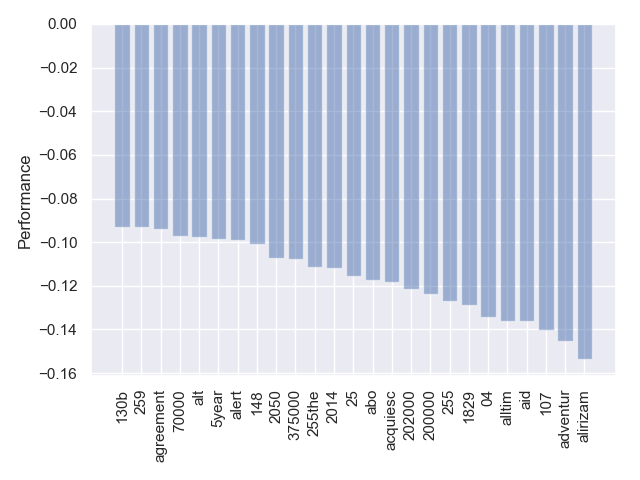 0.00
−0.02
−0.04
−0.06
−0.08
−0.10
−0.12
−0.14
−0.16
Performance
130b
259
agreement
70000
alt
5year
alert
148
2050
375000
255the
2014
25
abo
acquiesc
202000
200000
255
1829
04
alltim
aid
107
adventur
alirizam